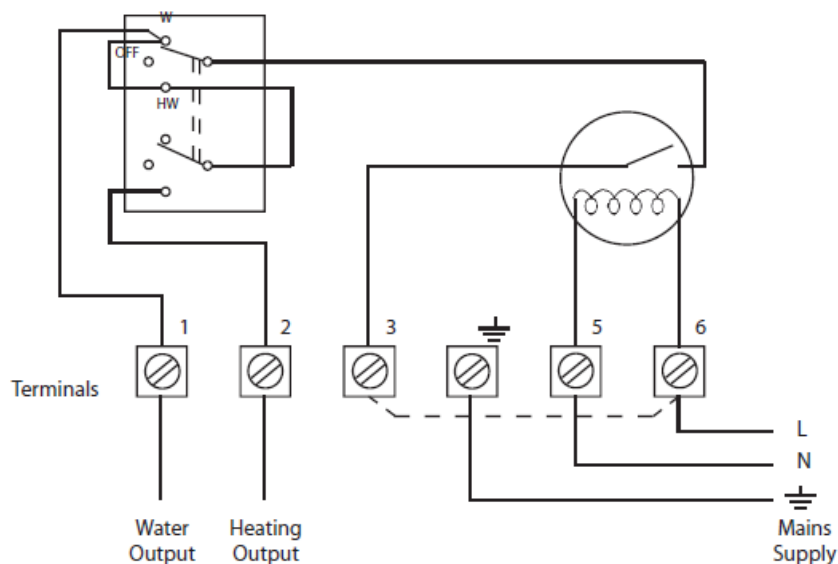 W
OFF
HW
1
2
3
5
6
Terminals
L
N
Water
Output
Heating
Output
Mains
Supply